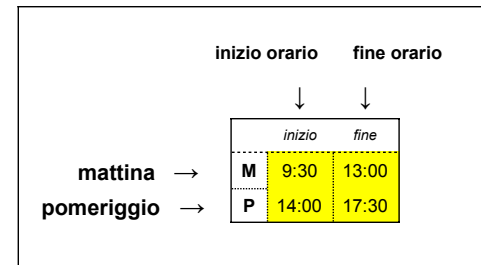 inizio orario fine orario
↓ ↓
inizio fine
mattina → M 9:30 13:00
pomeriggio → P 14:00 17:30